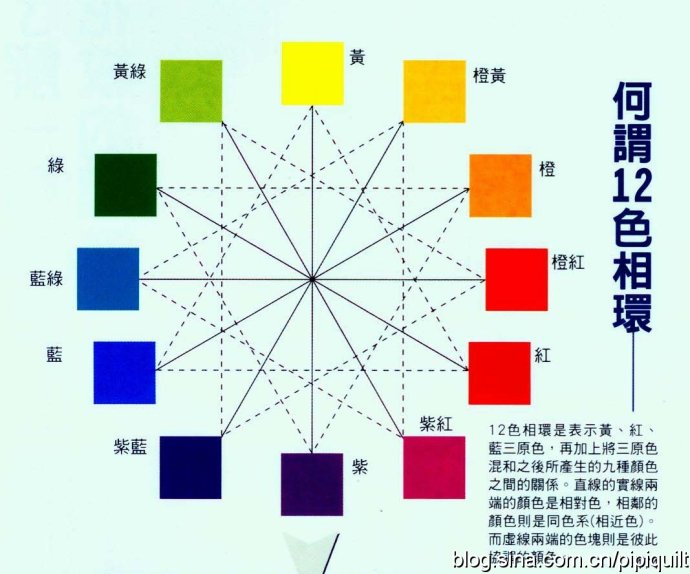 何謂12色相環
黃
橙黃
橙
橙紅
紅
紫紅
紫
紫藍
藍
藍綠
綠
黃綠
12色相環是表示黃、紅、
藍三原色，再加上將三原色
混和之後所產生的九種顏色
之間的關係。直線的實線兩
端的顏色是相對色，相鄰的
顏色則是同色系(相近色)。
而虛線兩端的色塊則是彼此
blog.sina.com.cn/pipiquilt